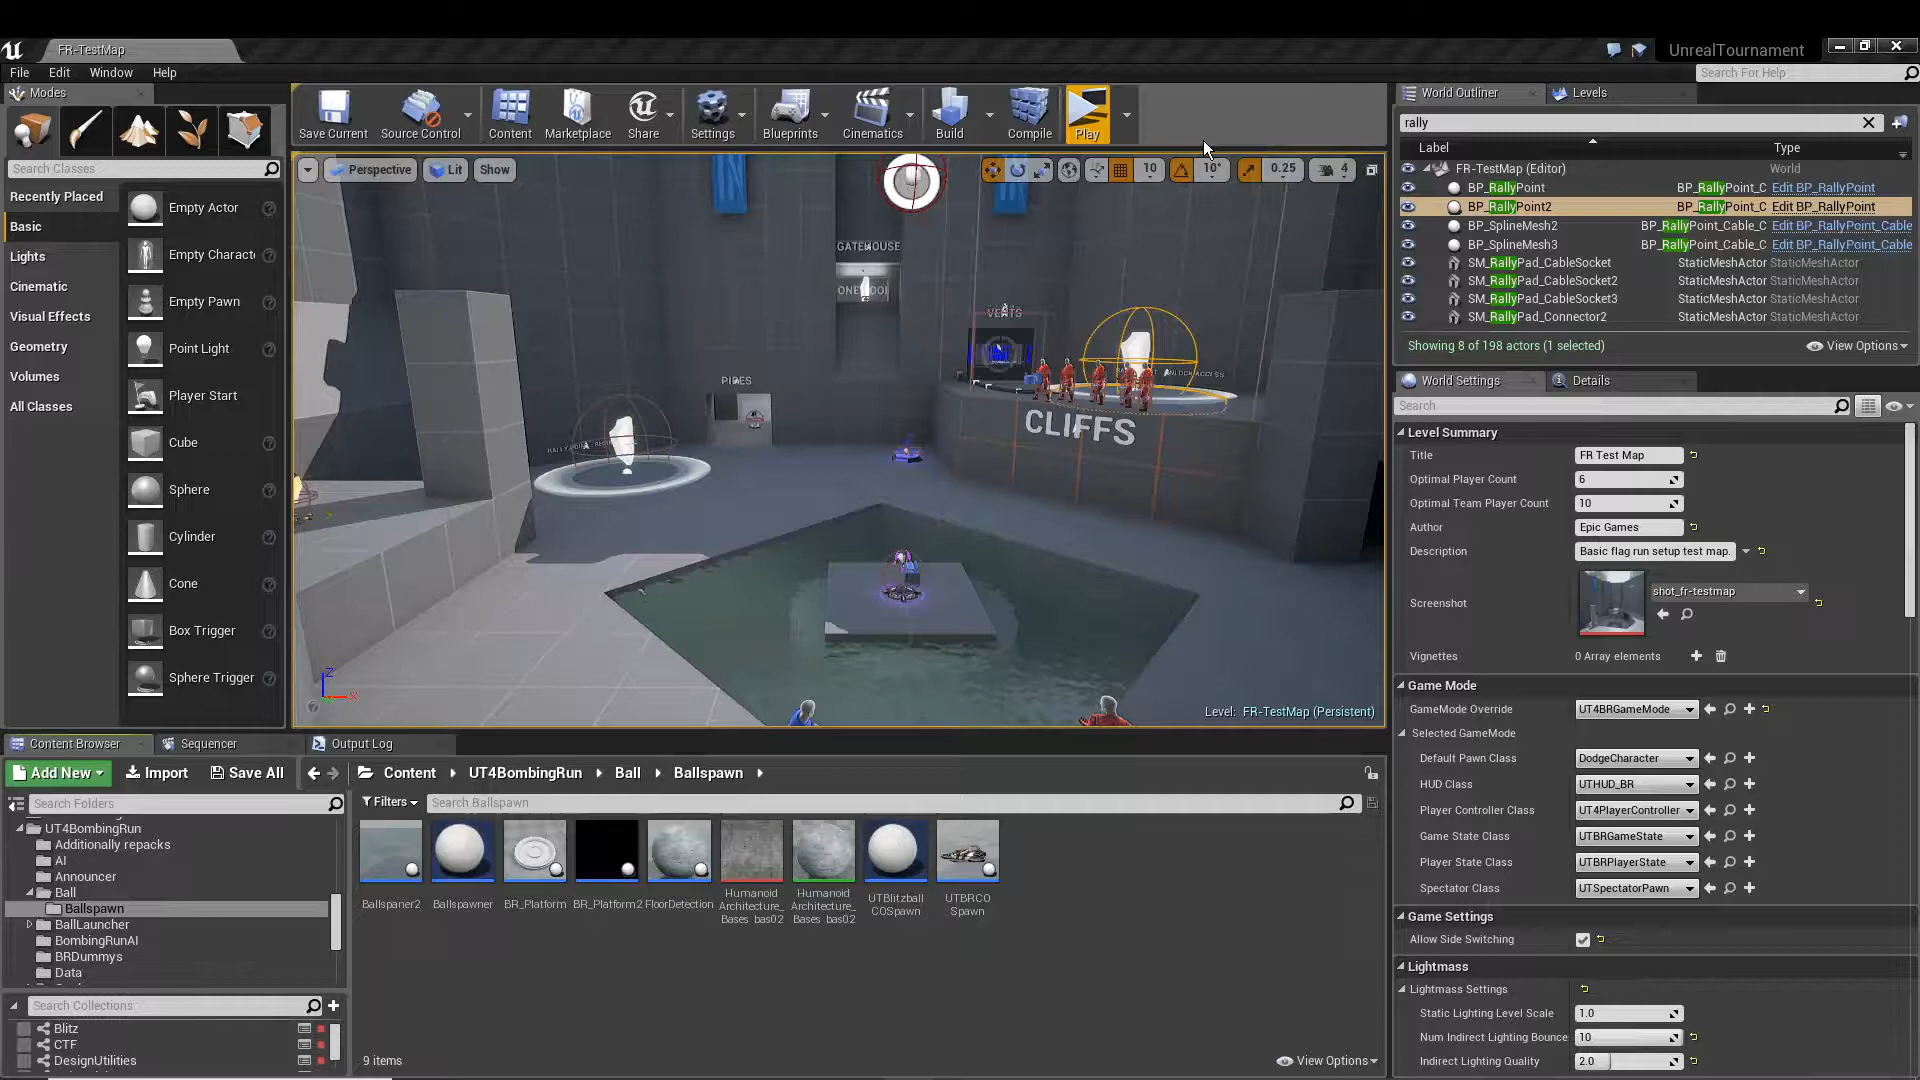 FR-TestMap
UnrealTournament
File Edit Window Help
Search For Help
Modes
Search Classes
Recently Placed
Basic
Lights
Cinematic
Visual Effects
Geometry
Volumes
All Classes
Empty Actor
Empty Charact
Empty Pawn
Point Light
Player Start
Cube
Sphere
Cylinder
Cone
Box Trigger
Sphere Trigger
Save Current Source Control Content Marketplace Share Settings Blueprints Cinematics Build Compile Play
Perspective Lit Show
10 10° 0.25 4
GATEHOUSE
PIPES
CLIFFS
Level: FR-TestMap (Persistent)
World Outliner Levels
rally
Label Type
FR-TestMap (Editor) World
BP_RallyPoint BP_RallyPoint_C Edit BP_RallyPoint
BP_RallyPoint2 BP_RallyPoint_C Edit BP_RallyPoint
BP_SplineMesh2 BP_RallyPoint_Cable_C Edit BP_RallyPoint_Cable
BP_SplineMesh3 BP_RallyPoint_Cable_C Edit BP_RallyPoint_Cable
SM_RallyPad_CableSocket StaticMeshActor StaticMeshActor
SM_RallyPad_CableSocket2 StaticMeshActor StaticMeshActor
SM_RallyPad_CableSocket3 StaticMeshActor StaticMeshActor
SM_RallyPad_Connector2 StaticMeshActor StaticMeshActor
Showing 8 of 198 actors (1 selected) View Options
World Settings Details
Search
Level Summary
Title FR Test Map
Optimal Player Count 6
Optimal Team Player Count 10
Author Epic Games
Description Basic flag run setup test map.
Screenshot shot_fr-testmap
Vignettes 0 Array elements
Game Mode
GameMode Override UT4BRGameMode
Selected GameMode
Default Pawn Class DodgeCharacter
HUD Class UTHUD_BR
Player Controller Class UT4PlayerController
Game State Class UTBRGameState
Player State Class UTBRPlayerState
Spectator Class UTSpectatorPawn
Game Settings
Allow Side Switching
Lightmass
Lightmass Settings
Static Lighting Level Scale 1.0
Num Indirect Lighting Bounce 10
Indirect Lighting Quality 2.0
Content Browser Sequencer Output Log
Add New Import Save All Content UT4BombingRun Ball Ballspawn
Search Folders
Filters Search Ballspawn
UT4BombingRun
Additionally repacks
AI
Announcer
Ball
Ballspawn
BallLauncher
BombingRunAI
BRDummys
Data
Search Collections
Blitz
CTF
DesignUtilities
Ballspaner2
Ballspawner
BR_Platform
BR_Platform2
FloorDetection
Humanoid
Architecture_
Bases_bas02
Humanoid
Architecture_
Bases_bas02
UTBlitzball
COSpawn
UTBRCO
Spawn
9 items View Options